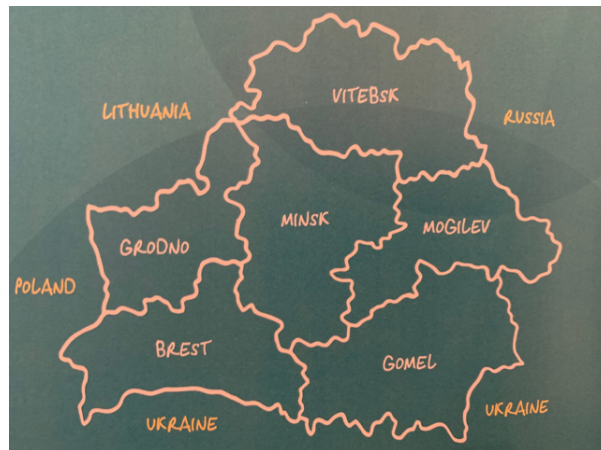 VITEBSK
LITHUANIA
RUSSIA
MINSK
MOGILEV
GRODNO
POLAND
BREST
GOMEL
UKRAINE
UKRAINE